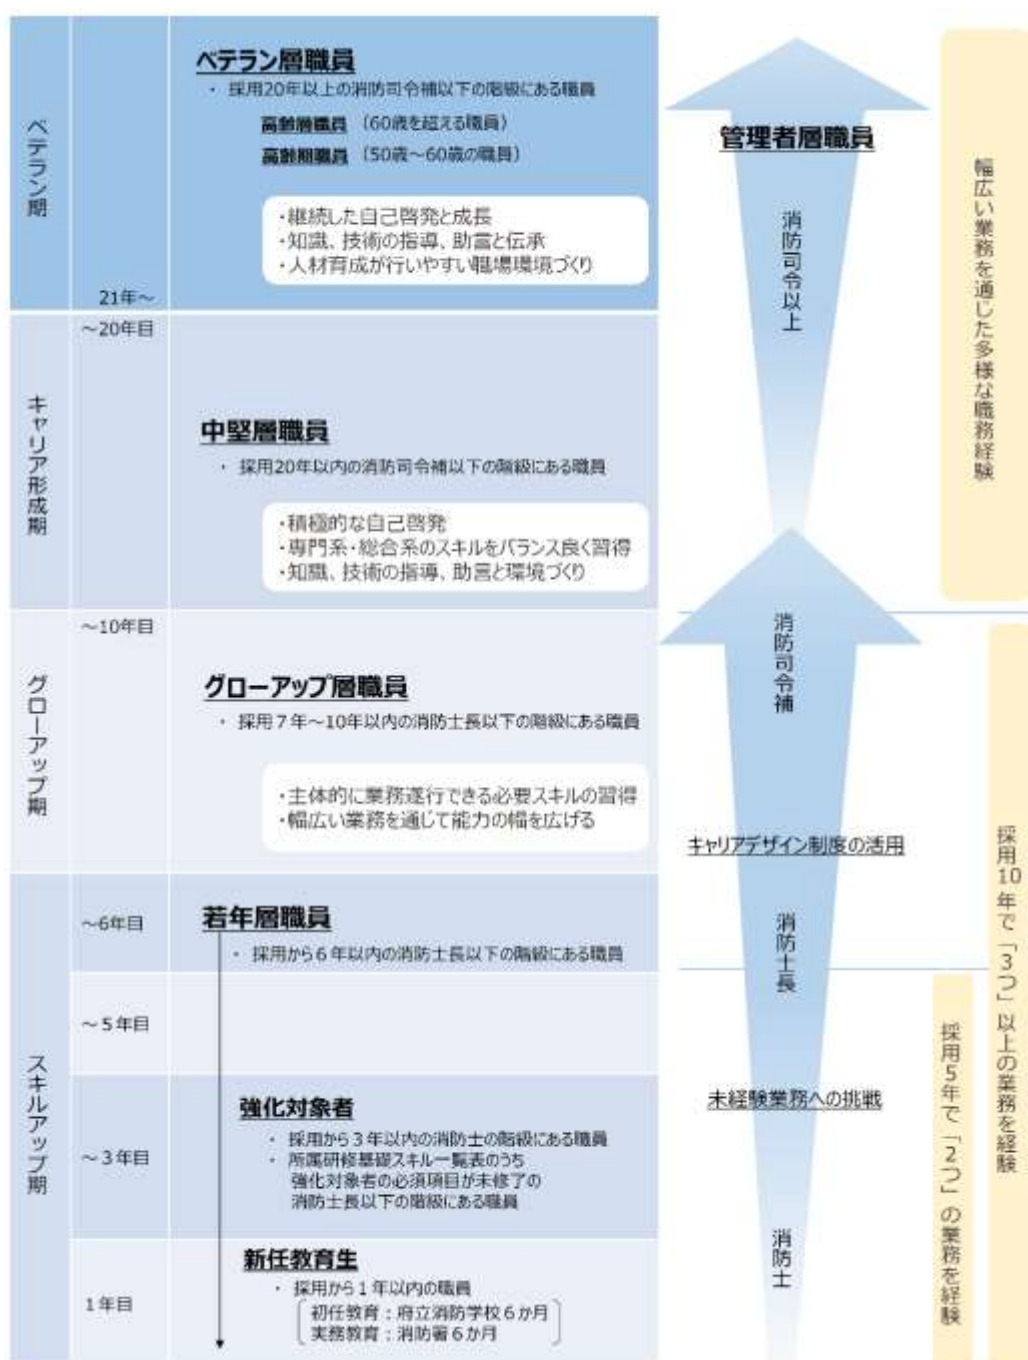 ベテラン期
21年～
ベテラン層職員
・ 採用20年以上の消防司令補以下の階級にある職員
高齢層職員 （60歳を超える職員）
高齢期職員 （50歳～60歳の職員）
・継続した自己啓発と成長
・知識、技術の指導、助言と伝承
・人材育成が行いやすい職場環境づくり
キャリア形成期
～20年目
中堅層職員
・ 採用20年以内の消防司令補以下の階級にある職員
・積極的な自己啓発
・専門系・総合系のスキルをバランス良く習得
・知識、技術の指導、助言と環境づくり
グローアップ期
～10年目
グローアップ層職員
・ 採用７年～10年以内の消防士長以下の階級にある職員
・主体的に業務遂行できる必要スキルの習得
・幅広い業務を通じて能力の幅を広げる
スキルアップ期
～6年目
若年層職員
・ 採用から６年以内の消防士長以下の階級にある職員
～５年目
～３年目
強化対象者
・ 採用から３年以内の消防士の階級にある職員
・ 所属研修基礎スキル一覧表のうち
強化対象者の必須項目が未修了の
消防士長以下の階級にある職員
１年目
新任教育生
・ 採用から１年以内の職員
初任教育：府立消防学校６か月
実務教育：消防署６か月
管理者層職員
消防司令以上
消防司令補
キャリアデザイン制度の活用
消防士長
未経験業務への挑戦
消防士
幅広い業務を通じた多様な職務経験
採用10年で「3つ」以上の業務を経験
採用5年で「2つ」の業務を経験